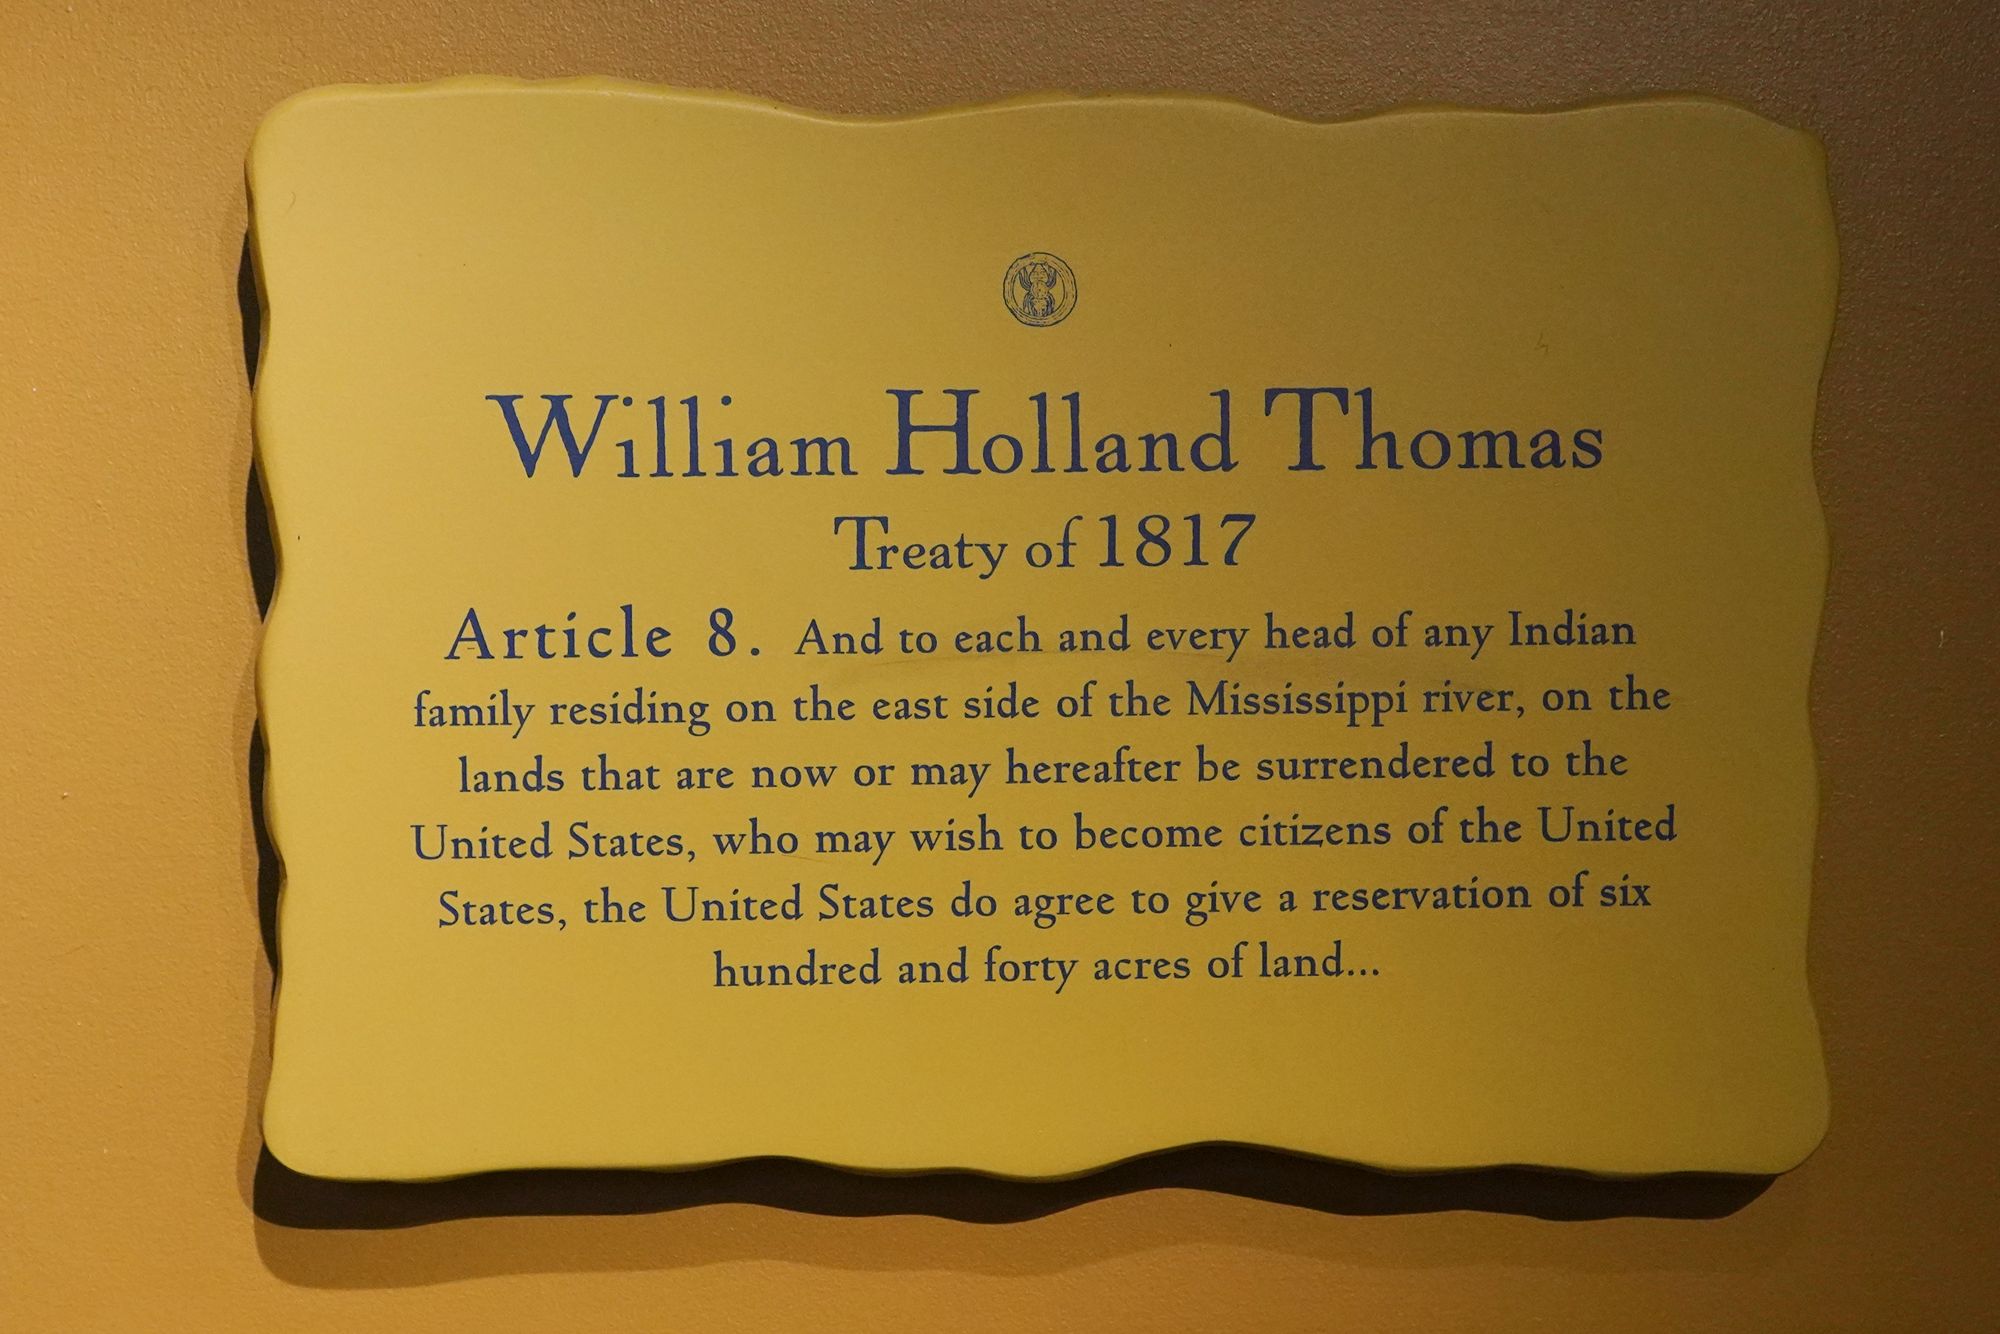 William Holland Thomas
Treaty of 1817
Article 8. And to each and every head of any Indian
family residing on the east side of the Mississippi river, on the
lands that are now or may hereafter be surrendered to the
United States, who may wish to become citizens of the United
States, the United States do agree to give a reservation of six
hundred and forty acres of land...